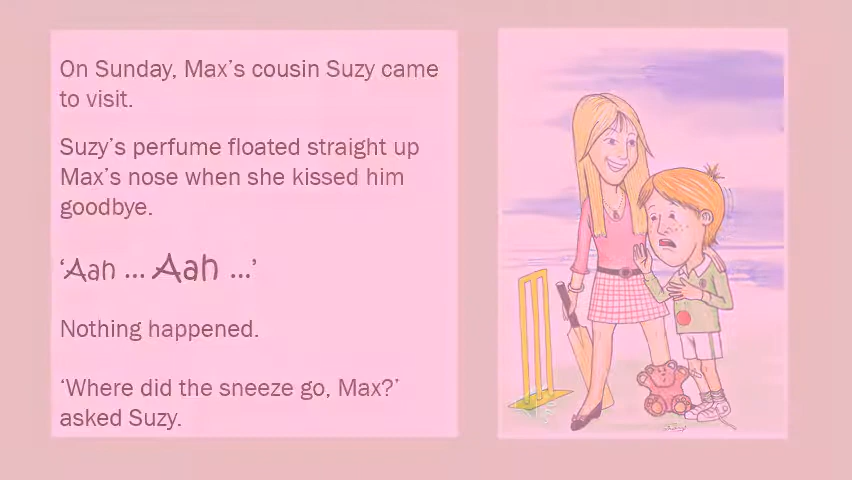 On Sunday, Max's cousin Suzy came
to visit.
Suzy's perfume floated straight up
Max's nose when she kissed him
goodbye.
‘Aah ... Aah ...’
Nothing happened.
‘Where did the sneeze go, Max?’
asked Suzy.